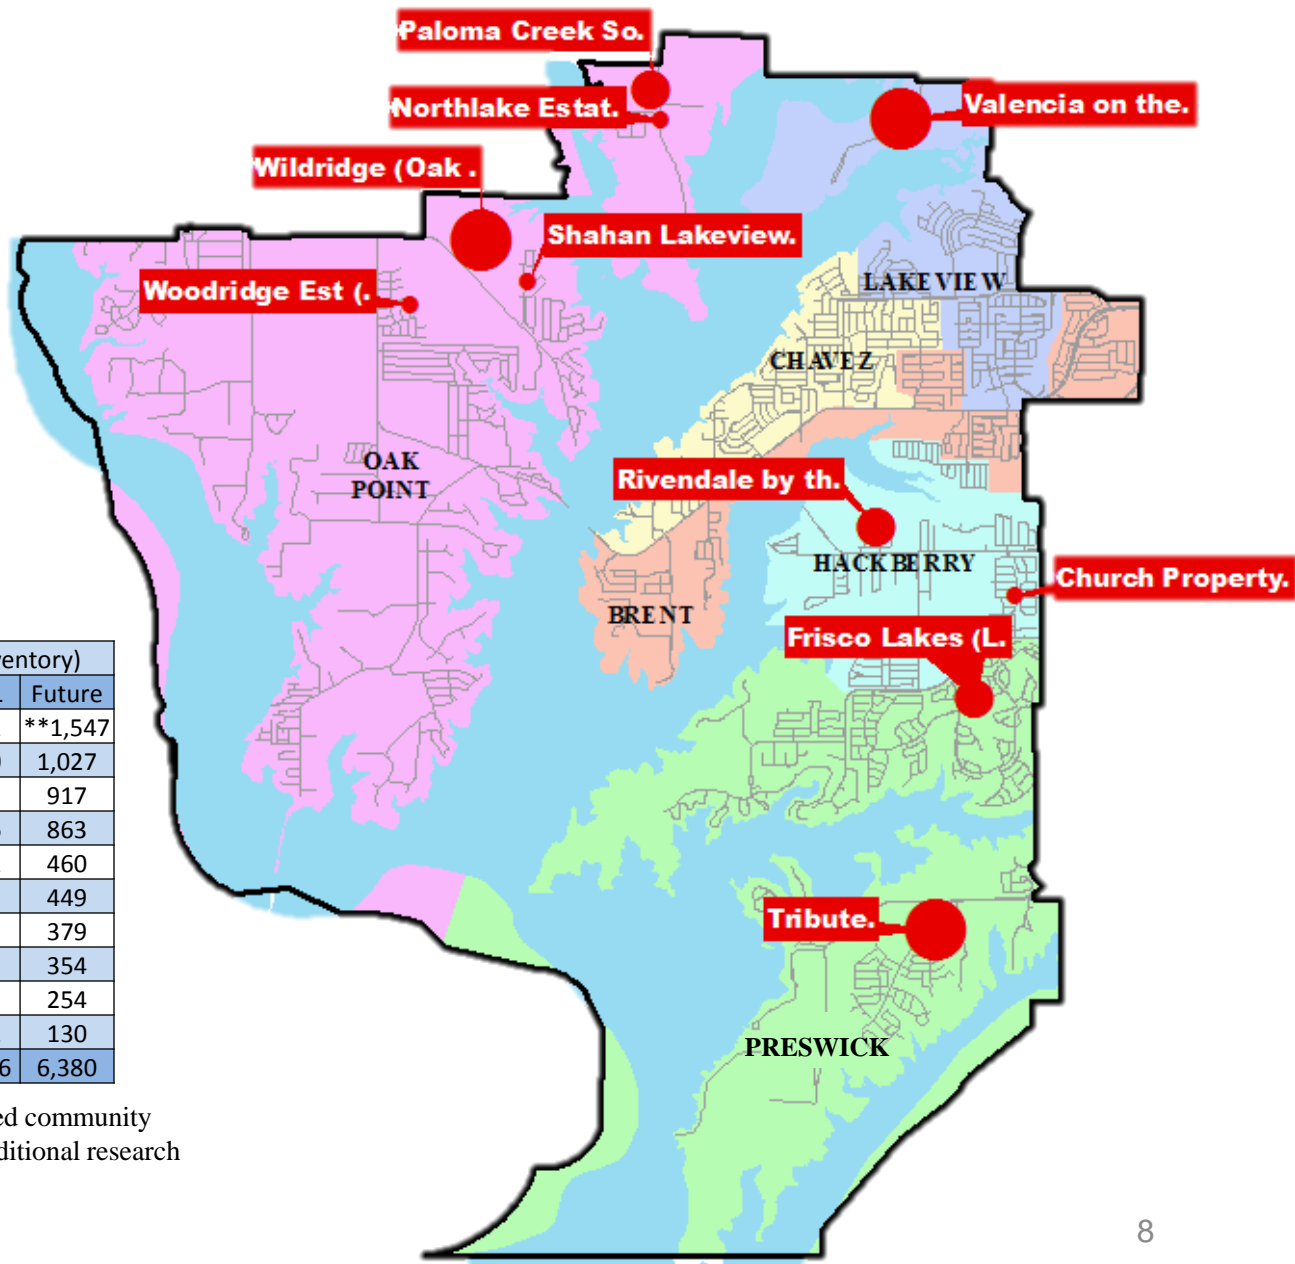 Paloma Creek So.
Northlake Estat.
Valencia on the.
Wildridge (Oak .
Shahan Lakeview.
Woodridge Est (.
LAKEVIEW
CHAVEZ
OAK
POINT
Rivendale by th.
HACKBERRY
Church Property.
BRENT
Frisco Lakes (L.
Tribute.
PRESWICK
entory)
Future
**1,547
1,027
917
863
460
449
379
354
254
130
6 6,380
ed community
ditional research
8